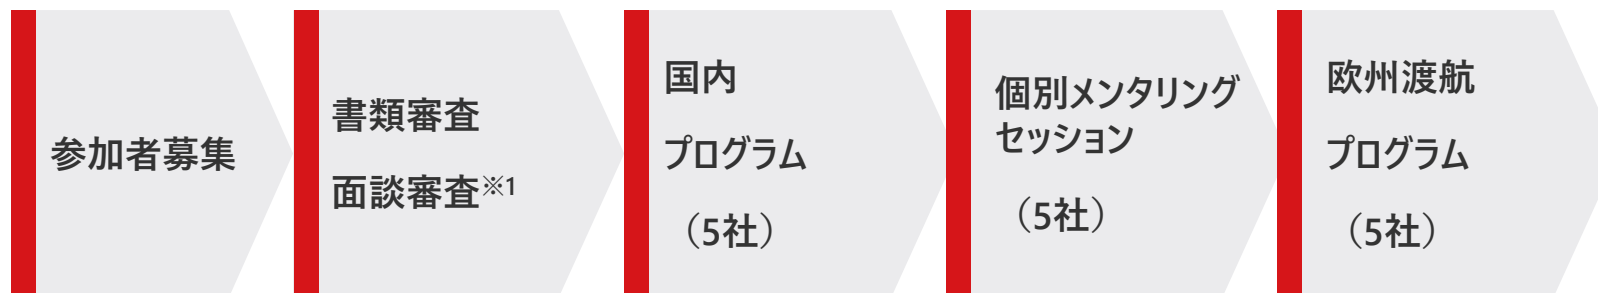 参加者募集
書類審査
面談審査※1
国内
プログラム
（5社）
個別メンタリング
セッション
（5社）
欧州渡航
プログラム
（5社）